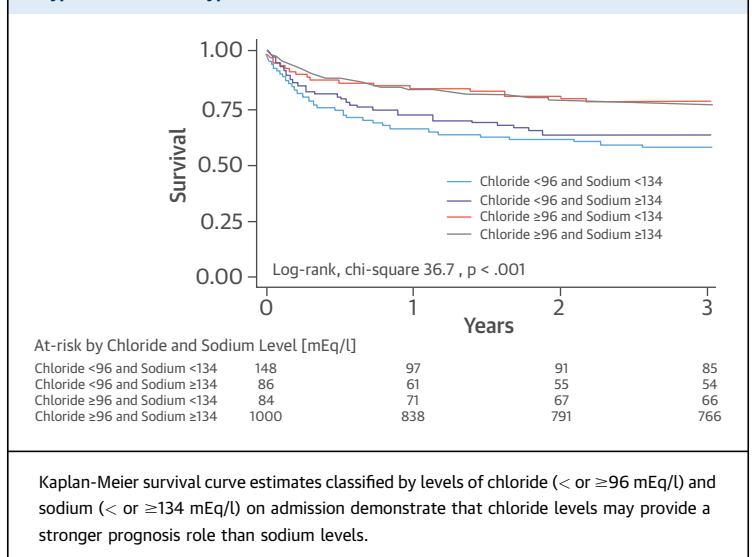 1.00
0.75
0.50
0.25
0.00
Survival
Chloride <96 and Sodium <134
Chloride <96 and Sodium ≥134
Chloride ≥96 and Sodium <134
Chloride ≥96 and Sodium ≥134
Log-rank, chi-square 36.7 , p < .001
0 1 2 3
Years
At-risk by Chloride and Sodium Level [mEq/l]
Chloride <96 and Sodium <134 148 97 91 85
Chloride <96 and Sodium ≥134 86 61 55 54
Chloride ≥96 and Sodium <134 84 71 67 66
Chloride ≥96 and Sodium ≥134 1000 838 791 766
Kaplan-Meier survival curve estimates classified by levels of chloride (< or ≥96 mEq/l) and
sodium (< or ≥134 mEq/l) on admission demonstrate that chloride levels may provide a
stronger prognosis role than sodium levels.